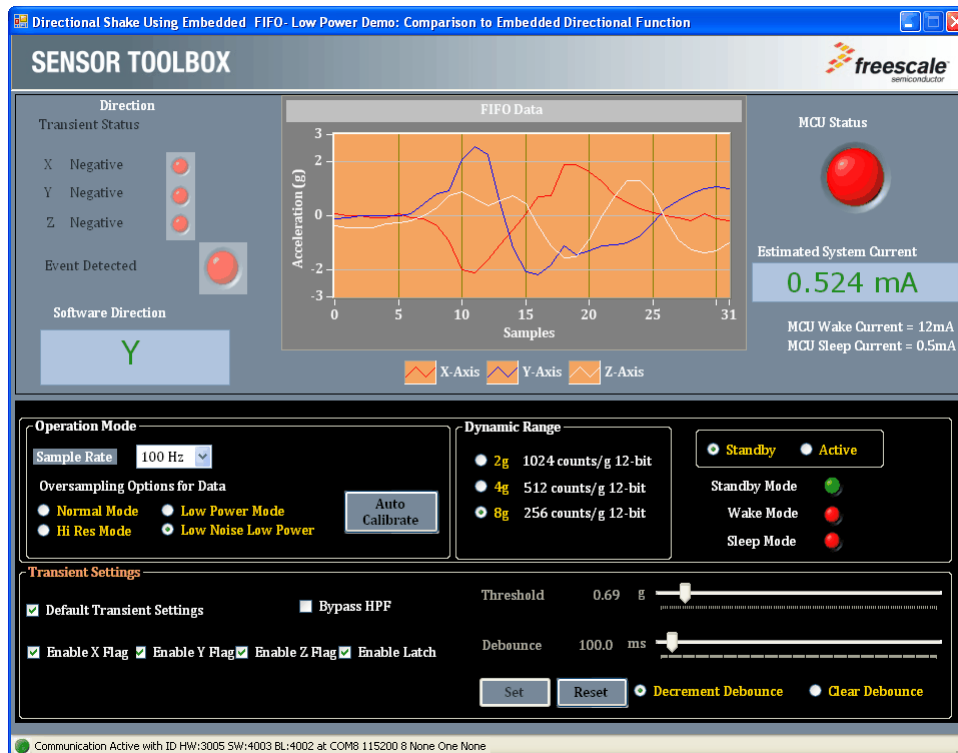 Directional Shake Using Embedded FIFO- Low Power Demo: Comparison to Embedded Directional Function
SENSOR TOOLBOX
freescale
semiconductor
Direction
Transient Status
X Negative
Y Negative
Z Negative
Event Detected
Software Direction
Y
FIFO Data
Acceleration (g)
3
2
0
-2
-3
0 5 10 15 20 25 31
Samples
X-Axis Y-Axis Z-Axis
MCU Status
Estimated System Current
0.524 mA
MCU Wake Current = 12mA
MCU Sleep Current = 0.5mA
Operation Mode
Sample Rate 100 Hz
Oversampling Options for Data
Normal Mode Low Power Mode
Hi Res Mode Low Noise Low Power
Auto
Calibrate
Dynamic Range
2g 1024 counts/g 12-bit
4g 512 counts/g 12-bit
8g 256 counts/g 12-bit
Standby Active
Standby Mode
Wake Mode
Sleep Mode
Transient Settings
Default Transient Settings Bypass HPF
Enable X Flag Enable Y Flag Enable Z Flag Enable Latch
Threshold 0.69 g
Debounce 100.0 ms
Set Reset Decrement Debounce Clear Debounce
Communication Active with ID HW:3005 SW:4003 BL:4002 at COM8 115200 8 None One None